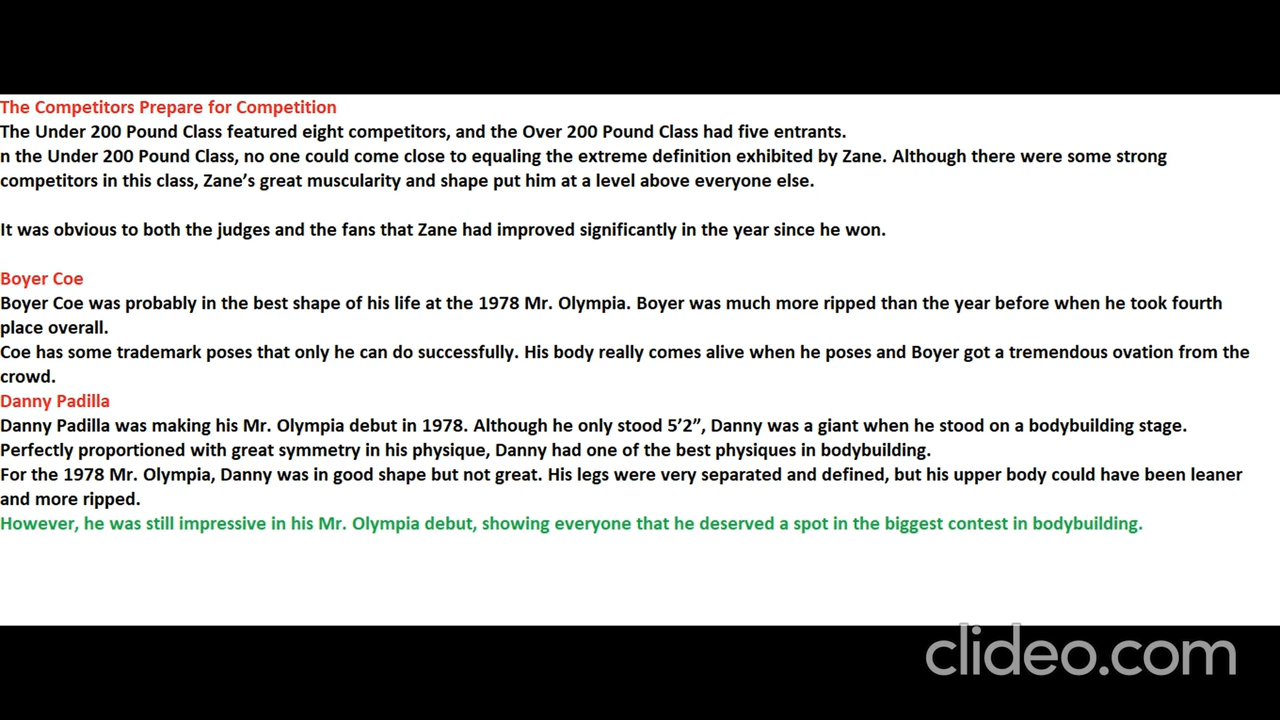 The Competitors Prepare for Competition
The Under 200 Pound Class featured eight competitors, and the Over 200 Pound Class had five entrants.
n the Under 200 Pound Class, no one could come close to equaling the extreme definition exhibited by Zane. Although there were some strong
competitors in this class, Zane’s great muscularity and shape put him at a level above everyone else.
It was obvious to both the judges and the fans that Zane had improved significantly in the year since he won.
Boyer Coe
Boyer Coe was probably in the best shape of his life at the 1978 Mr. Olympia. Boyer was much more ripped than the year before when he took fourth
place overall.
Coe has some trademark poses that only he can do successfully. His body really comes alive when he poses and Boyer got a tremendous ovation from the
crowd.
Danny Padilla
Danny Padilla was making his Mr. Olympia debut in 1978. Although he only stood 5’2”, Danny was a giant when he stood on a bodybuilding stage.
Perfectly proportioned with great symmetry in his physique, Danny had one of the best physiques in bodybuilding.
For the 1978 Mr. Olympia, Danny was in good shape but not great. His legs were very separated and defined, but his upper body could have been leaner
and more ripped.
However, he was still impressive in his Mr. Olympia debut, showing everyone that he deserved a spot in the biggest contest in bodybuilding.
clideo.com